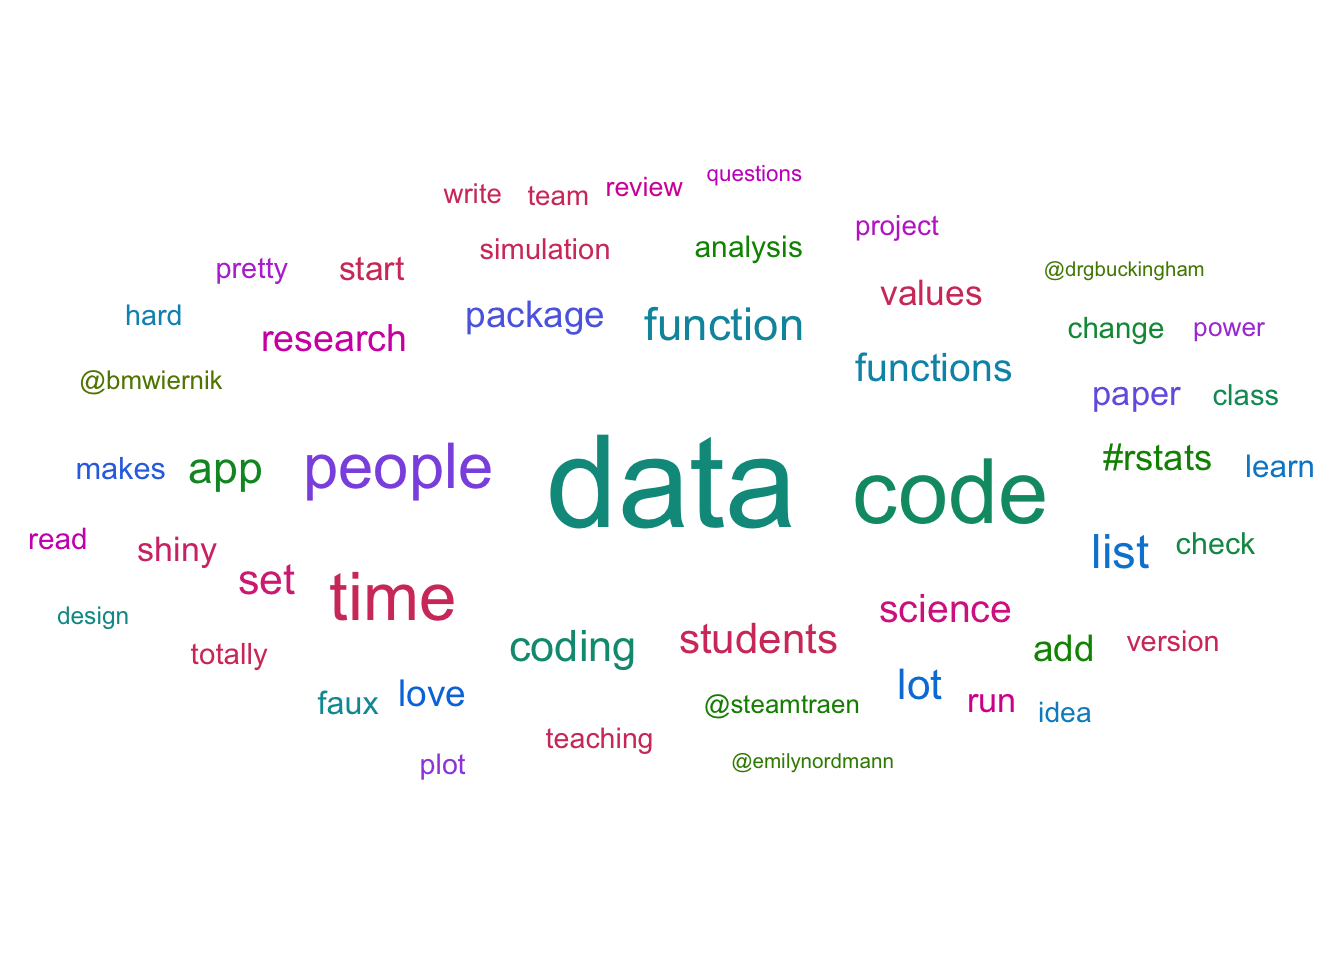 questions
write team review
project
simulation analysis
pretty start @drgbuckingham
values
hard package function change power
research
@bmwiernik functions paper class
makes app people data code #rstats learn
read shiny list check
set time science
design
totally coding students add version
faux love lot run idea
@steamtraen
teaching
plot @emilynordmann